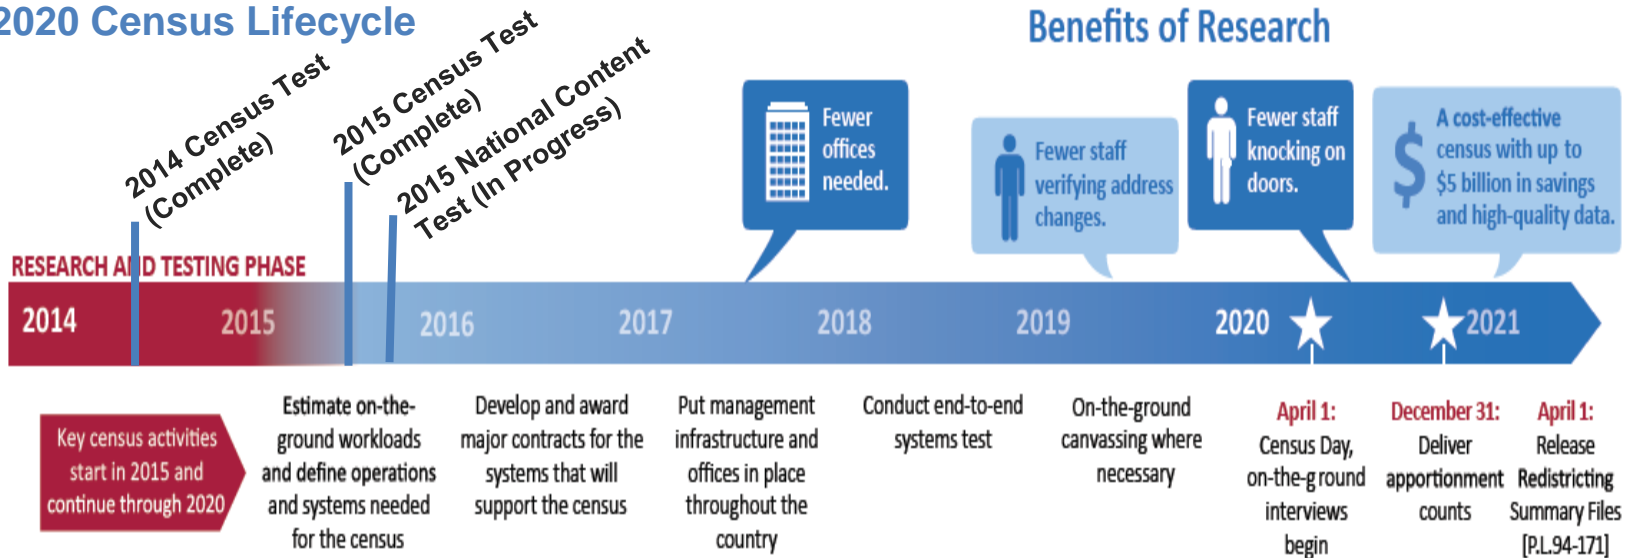 2020 Census Lifecycle
Benefits of Research
2014 Census Test
(Complete)
2015 Census Test
(Complete)
2015 National Content
Test (In Progress)
Fewer
offices
needed.
Fewer staff
verifying address
changes.
Fewer staff
knocking on
doors.
$
A cost-effective
census with up to
$5 billion in savings
and high-quality data.
RESEARCH AND TESTING PHASE
2014
2015
2016
2017
2018
2019
2020
2021
Key census activities
start in 2015 and
continue through 2020
Estimate on-the-
ground workloads
and define operations
and systems needed
for the census
Develop and award
major contracts for the
systems that will
support the census
Put management
infrastructure and
offices in place
throughout the
country
Conduct end-to-end
systems test
On-the-ground
canvassing where
necessary
April 1:
Census Day,
on-the-ground
interviews
begin
December 31:
Deliver
apportionment
counts
April 1:
Release
Redistricting
Summary Files
[P.L.94-171]